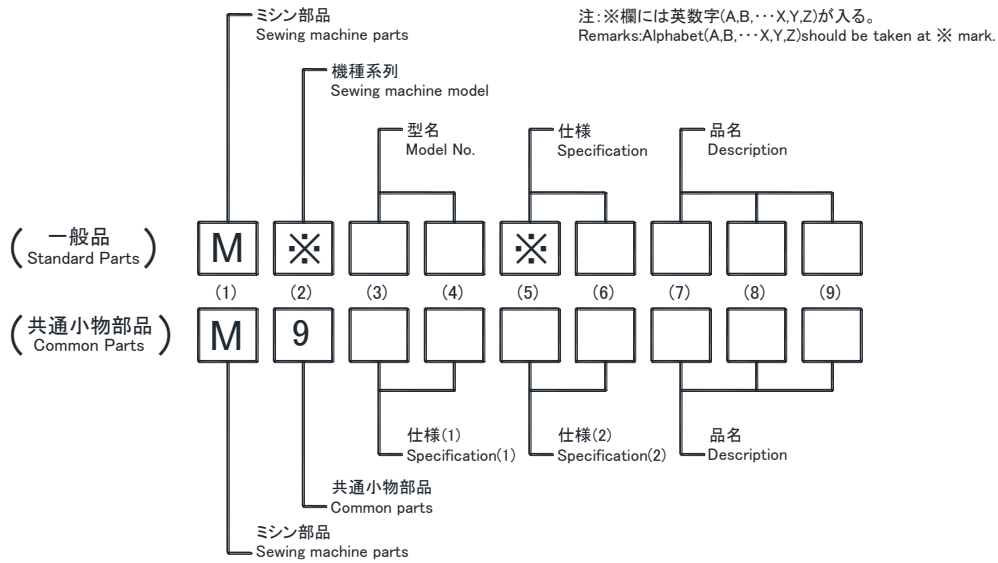 ミシン部品
Sewing machine parts
注:※欄には英数字(A,B,･･･X,Y,Z)が入る。
Remarks:Alphabet(A,B,･･･X,Y,Z)should be taken at ※ mark.
機種系列
Sewing machine model
型名
Model No.
仕様
Specification
品名
Description
(一般品
Standard Parts)
M ※ ※
(1) (2) (3) (4) (5) (6) (7) (8) (9)
(共通小物部品
Common Parts)
M 9
仕様(1)
Specification(1)
仕様(2)
Specification(2)
品名
Description
共通小物部品
Common parts
ミシン部品
Sewing machine parts